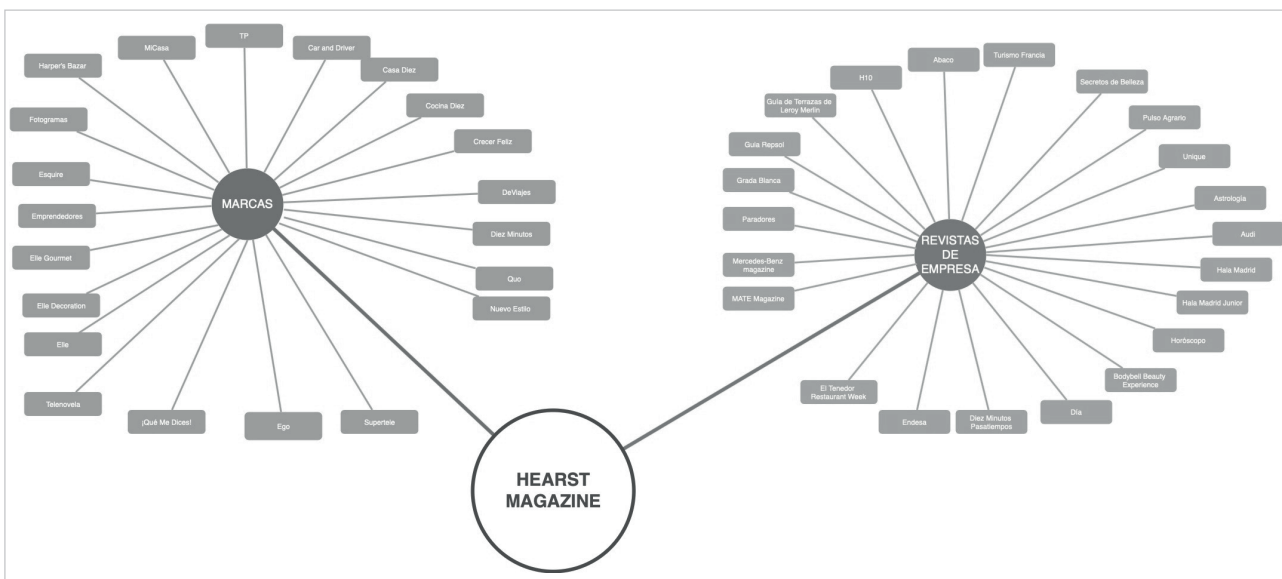 TP
MiCasa
Car and Driver
Harper's Bazar
Casa Diez
Cocina Diez
Fotogramas
Crecer Feliz
Esquire
DeViajes
MARCAS
Emprendedores
Diez Minutos
Elle Gourmet
Quo
Elle Decoration
Nuevo Estilo
Elle
Telenovela
¡Qué Me Dices!
Ego
Supertele
Abaco
Turismo Francia
H10
Secretos de Belleza
Guía de Terrazas de
Leroy Merlin
Pulso Agrario
Guia Repsol
Unique
Grada Blanca
Astrología
Paradores
Audi
REVISTAS
DE
EMPRESA
Mercedes-Benz
magazine
Hala Madrid
MATE Magazine
Hala Madrid Junior
Horóscopo
Bodybell Beauty
Experience
El Tenedor
Restaurant Week
Día
Endesa
Diez Minutos
Pasatiempos
HEARST
MAGAZINE